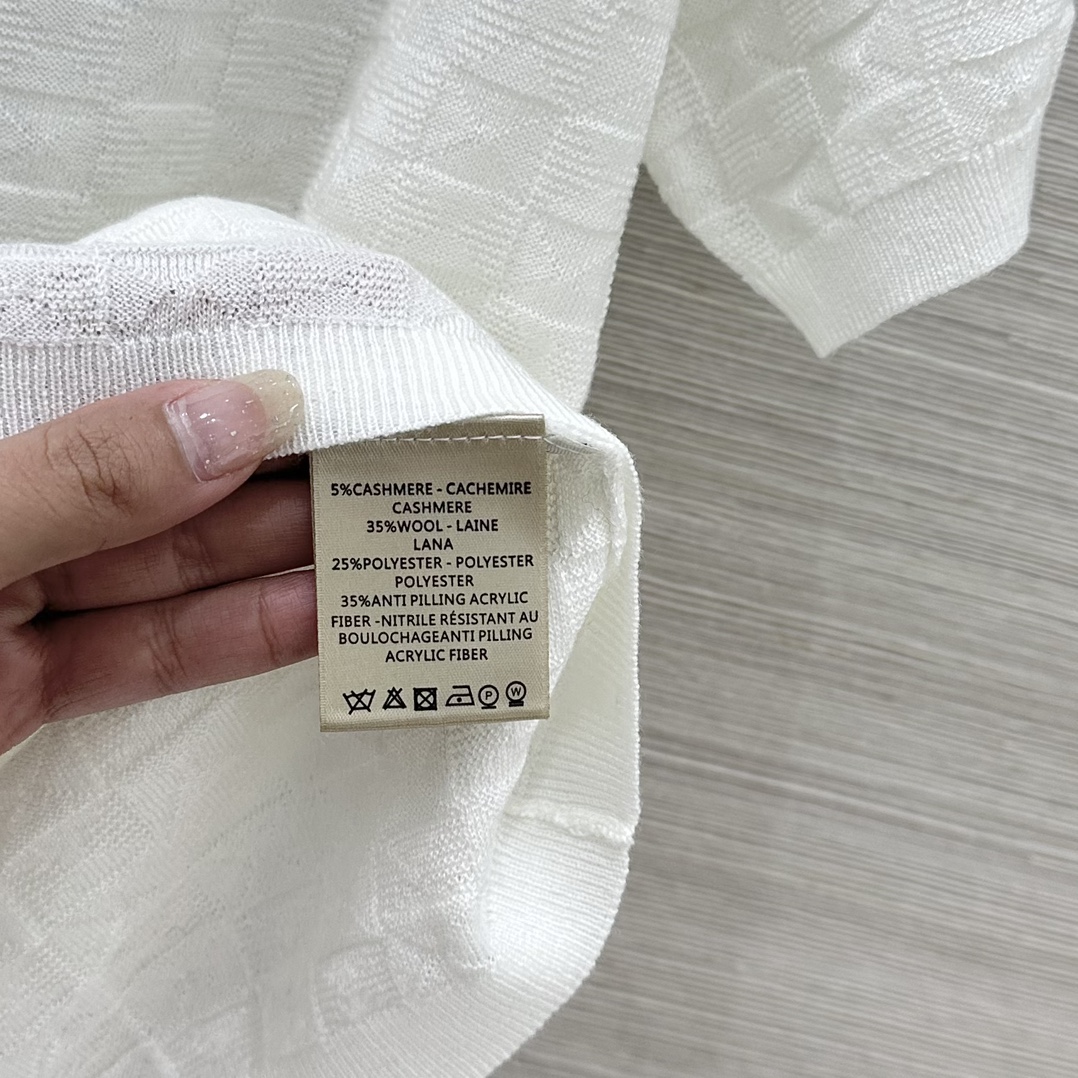 5%CASHMERE - CACHEMIRE
CASHMERE
35%WOOL - LAINE
LANA
25%POLYESTER - POLYESTER
POLYESTER
35%ANTI PILLING ACRYLIC
FIBER -NITRILE RÉSISTANT AU
BOULOCHAGEANTI PILLING
ACRYLIC FIBER
P W